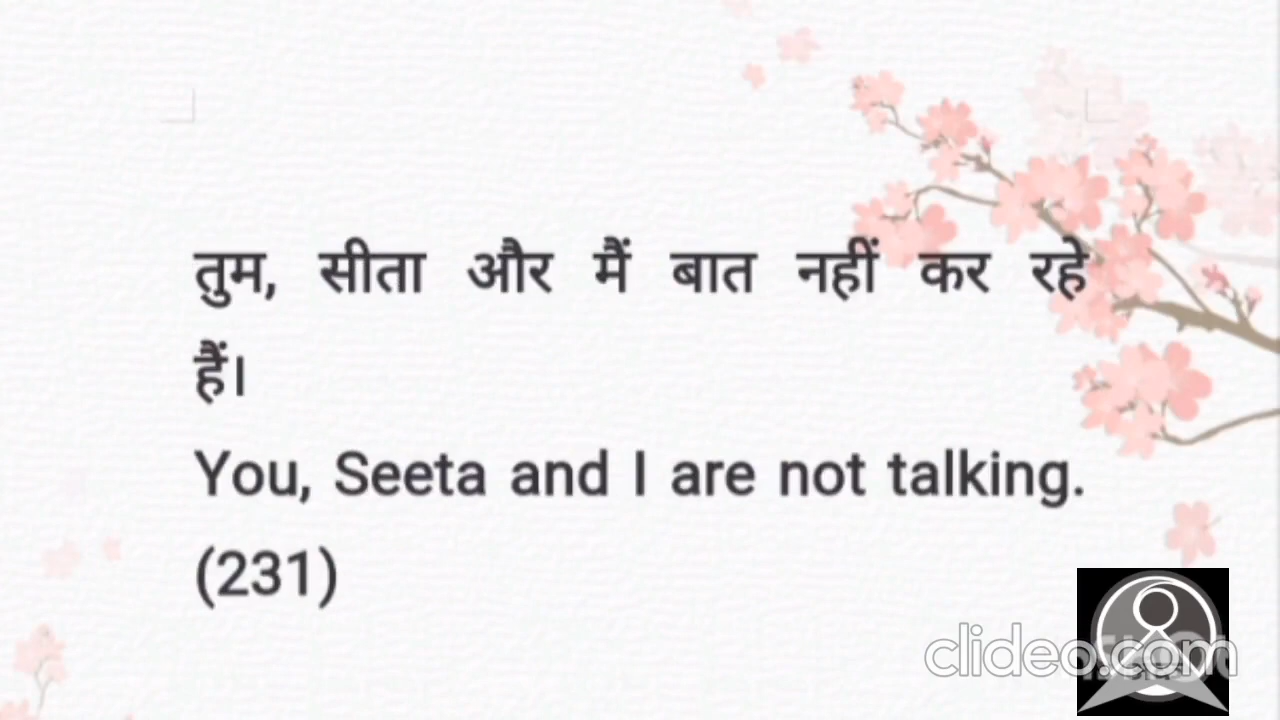 तुम, सीता और मैं बात नहीं कर रहे
हैं।
You, Seeta and I are not talking.
(231)
clideo.com